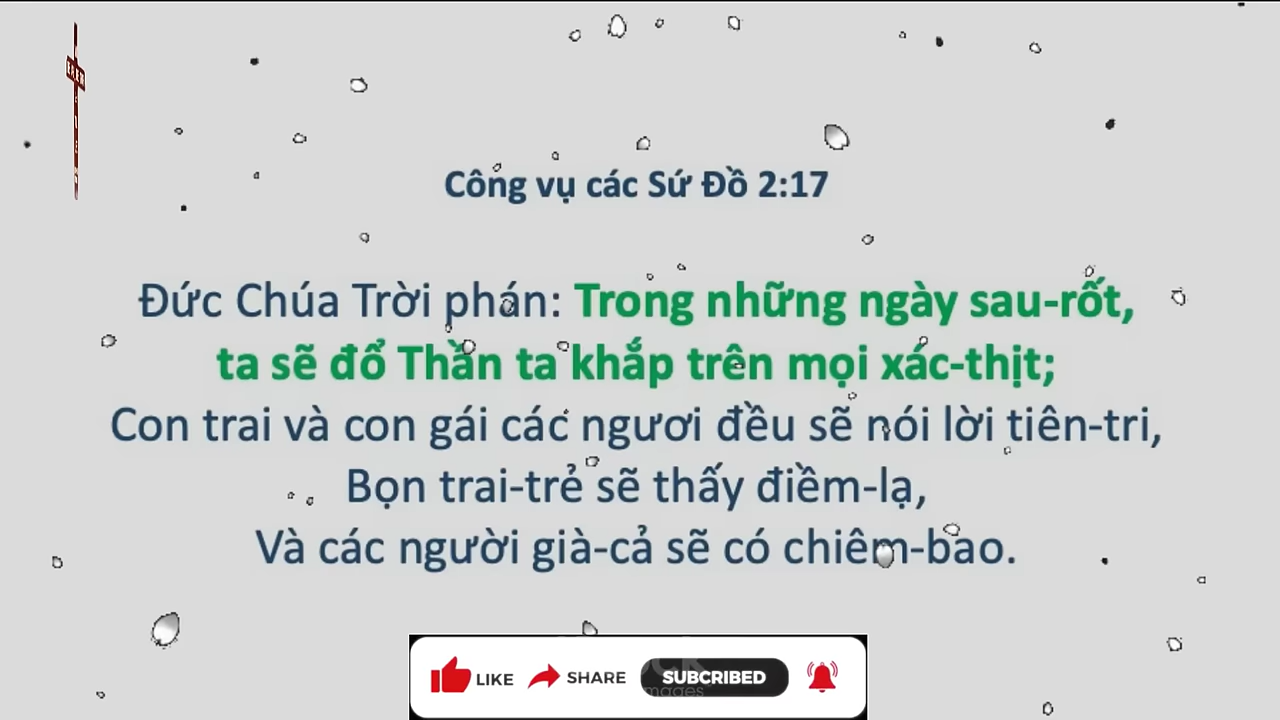 Công vụ các Sứ Đồ 2:17
Đức Chúa Trời phán: Trong những ngày sau-rốt,
ta sẽ đổ Thần ta khắp trên mọi xác-thịt;
Con trai và con gái các ngươi đều sẽ nói lời tiên-tri,
Bọn trai-trẻ sẽ thấy điềm-lạ,
Và các người già-cả sẽ có chiêm-bao.
LIKE SHARE SUBCRIBED
images